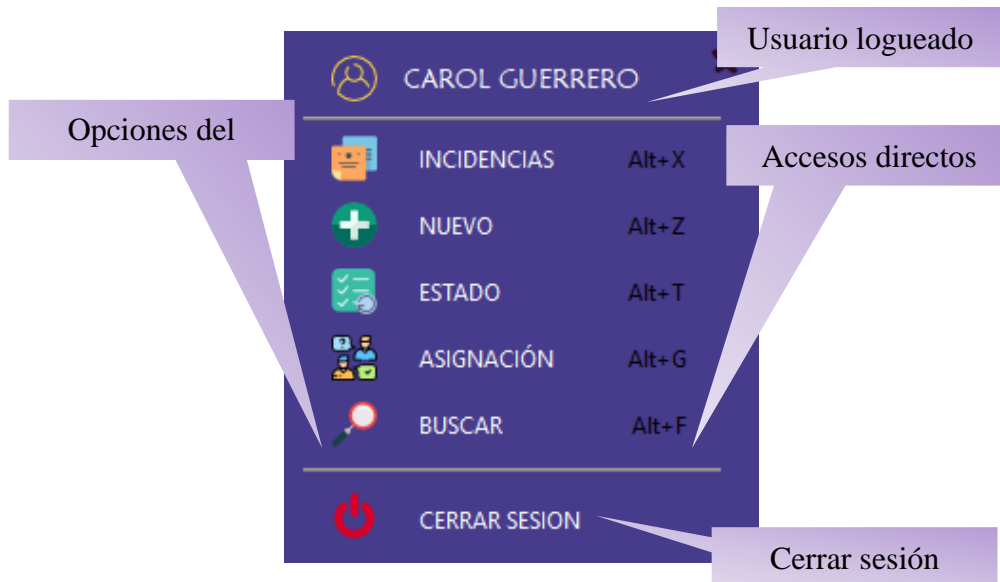 Usuario logueado
CAROL GUERRERO
Opciones del
INCIDENCIAS Alt+X
Accesos directos
NUEVO Alt+Z
ESTADO Alt+T
ASIGNACIÓN Alt+G
BUSCAR Alt+F
CERRAR SESION
Cerrar sesión